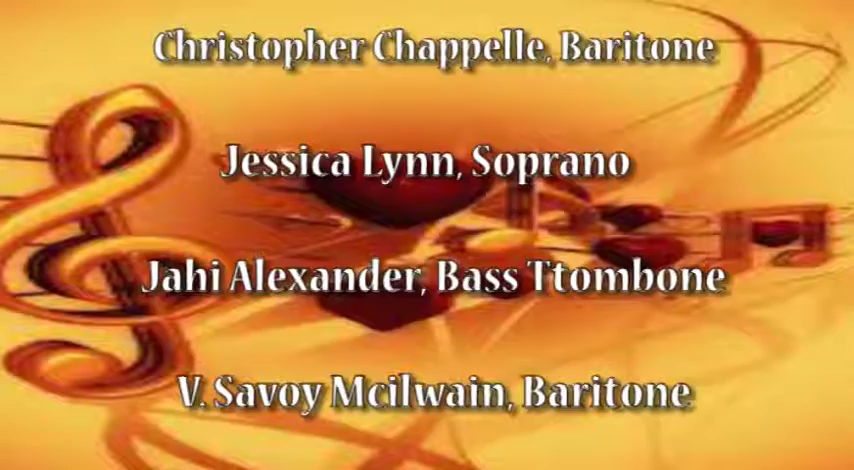 Christopher Chappelle, Baritone
Jessica Lynn, Soprano
Jahi Alexander, Bass Ttombone
V. Savoy Mcilwain, Baritone